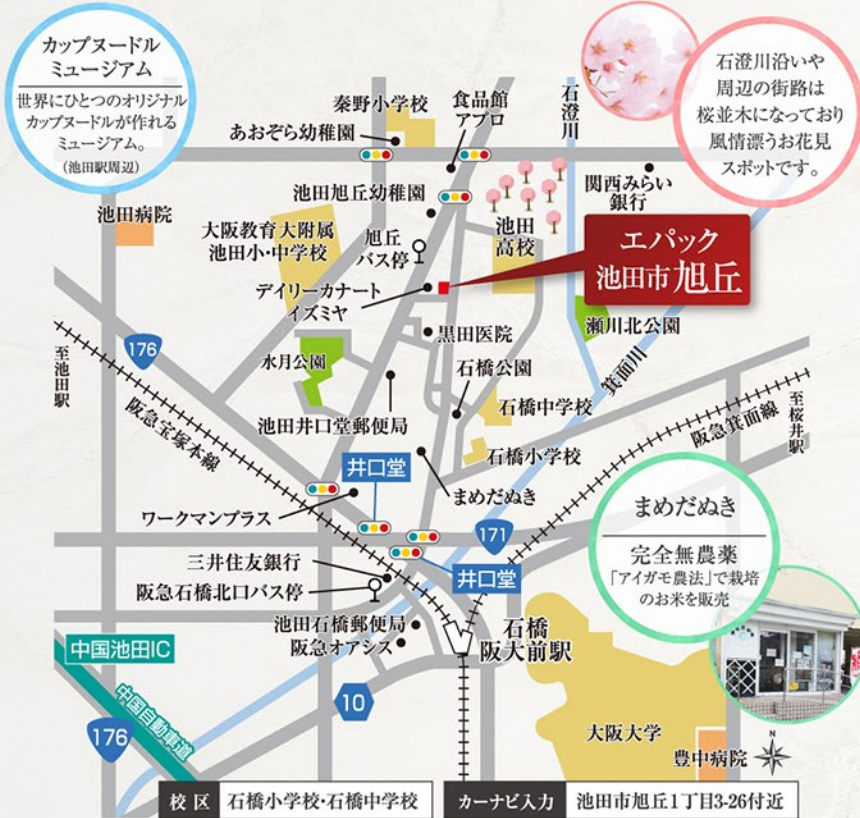 カップヌードル
ミュージアム
世界にひとつのオリジナル
カップヌードルが作れる
ミュージアム。
(池田駅周辺)
石澄川沿いや
周辺の街路は
桜並木になっており
風情漂うお花見
スポットです。
秦野小学校
食品館
アプロ
石澄川
あおぞら幼稚園
池田旭丘幼稚園
関西みらい
銀行
池田病院
大阪教育大附属
池田小・中学校
旭丘
バス停
池田
高校
エパック
池田市旭丘
デイリーカナート
イズミヤ
瀬川北公園
176
黒田医院
至池田駅
水月公園
石橋公園
箕面川
阪急宝塚本線
池田井口堂郵便局
石橋中学校
阪急箕面線
至桜井駅
石橋小学校
井口堂
まめだぬき
ワークマンプラス
171
まめだぬき
完全無農薬
「アイガモ農法」で栽培
のお米を販売
三井住友銀行
井口堂
阪急石橋北口バス停
池田石橋郵便局
阪急オアシス
石橋
阪大前駅
中国池田IC
中国自動車道
10
176
大阪大学
豊中病院
N
校区 石橋小学校・石橋中学校
カーナビ入力 池田市旭丘1丁目3-26付近